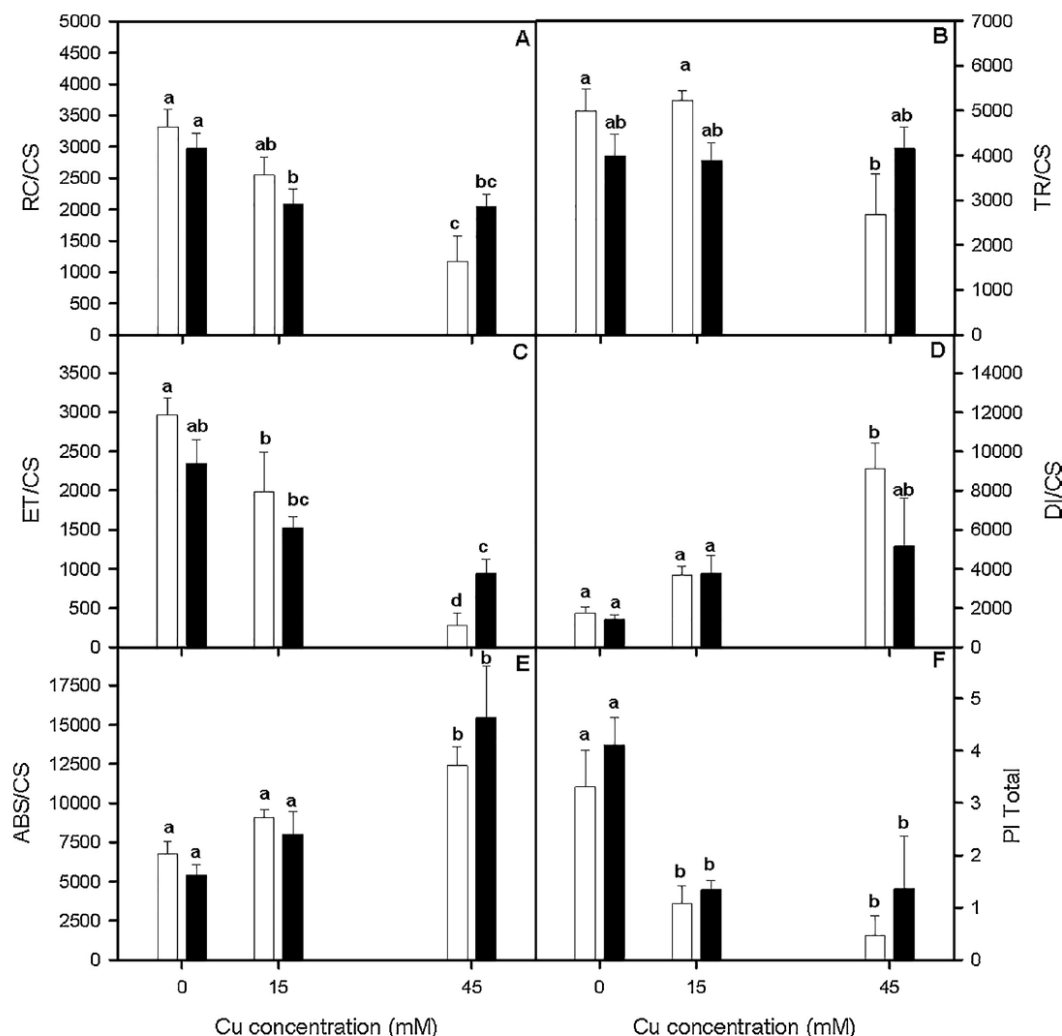 A
5000
4500
4000
3500
3000
2500
2000
1500
1000
500
0
RC/CS
a
a
ab
b
c
bc
B
7000
6000
5000
4000
3000
2000
1000
0
TR/CS
a
ab
a
ab
b
ab
C
3500
3000
2500
2000
1500
1000
500
0
ET/CS
a
ab
b
bc
d
c
D
14000
12000
10000
8000
6000
4000
2000
0
DI/CS
a
a
a
a
b
ab
E
17500
15000
12500
10000
7500
5000
2500
0
ABS/CS
a
a
a
a
b
b
F
5
4
3
2
1
0
PI Total
a
a
b
b
b
b
0 15 45
0 15 45
Cu concentration (mM)
Cu concentration (mM)